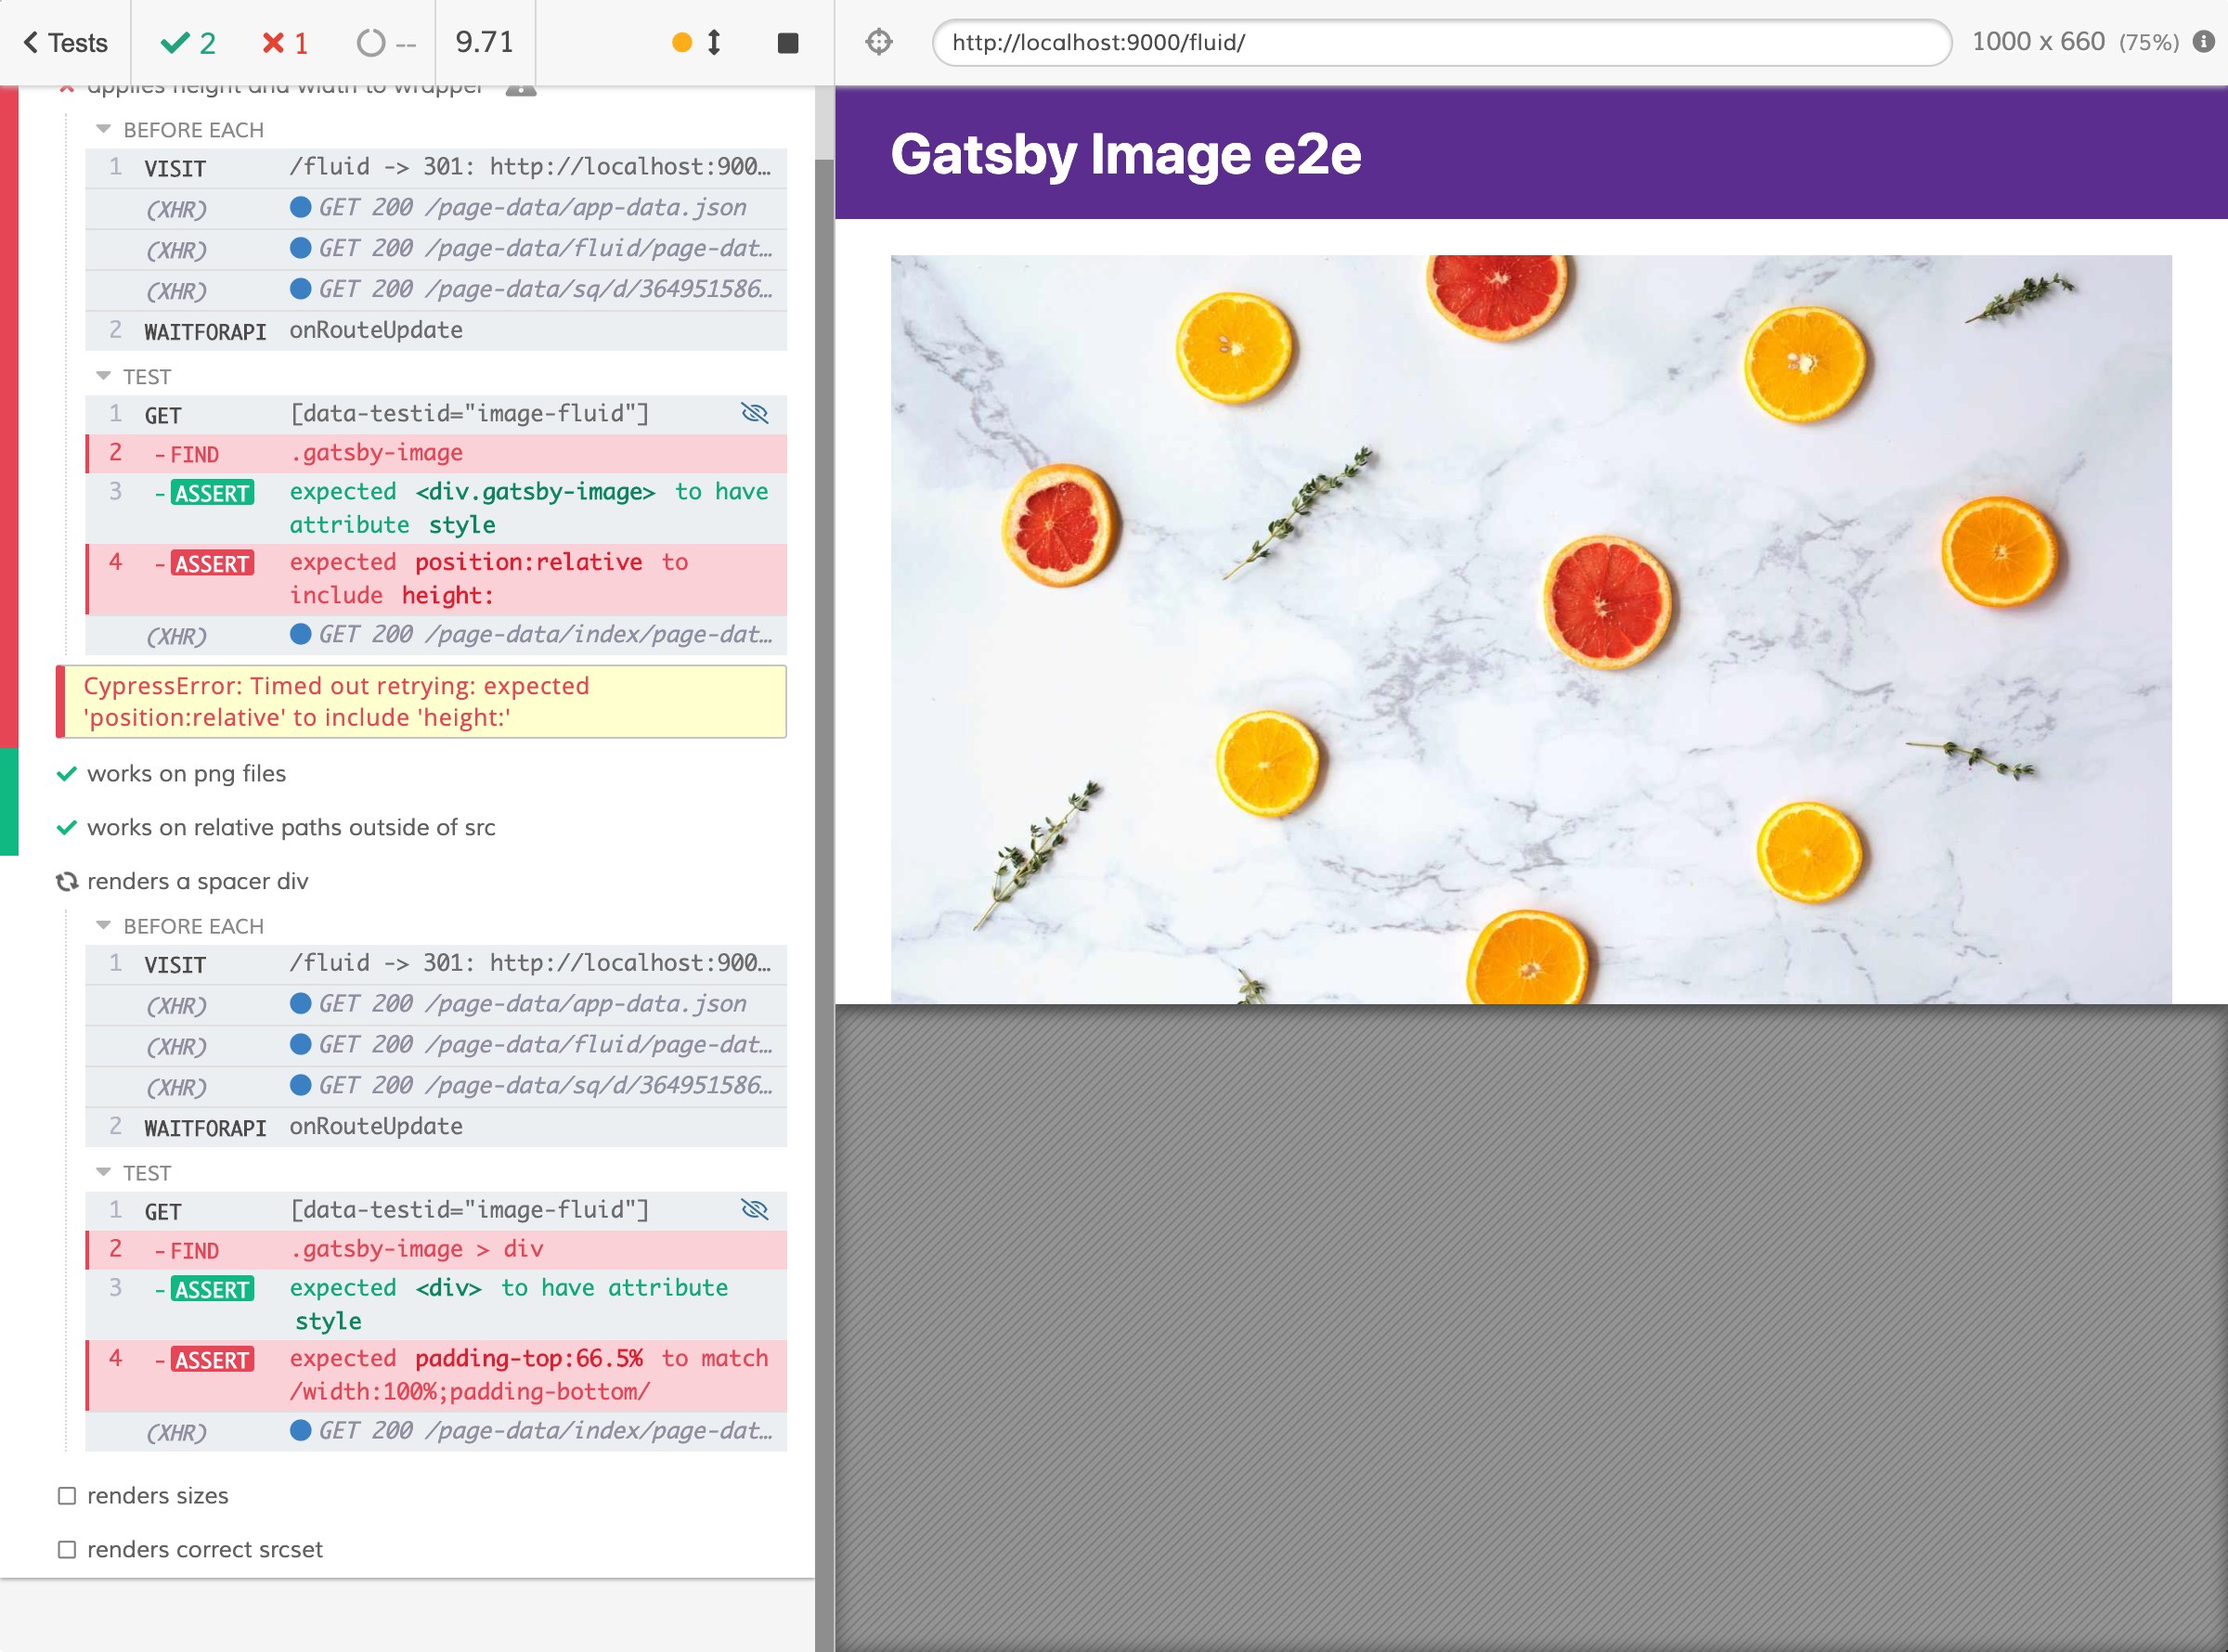 Tests
2
1
--
9.71
http://localhost:9000/fluid/
1000 x 660 (75%)
applies height and width to wrapper
BEFORE EACH
1 VISIT /fluid -> 301: http://localhost:900…
(XHR) GET 200 /page-data/app-data.json
(XHR) GET 200 /page-data/fluid/page-dat…
(XHR) GET 200 /page-data/sq/d/364951586…
2 WAITFORAPI onRouteUpdate
TEST
1 GET [data-testid="image-fluid"]
2 -FIND .gatsby-image
3 -ASSERT expected <div.gatsby-image> to have
attribute style
4 -ASSERT expected position:relative to
include height:
(XHR) GET 200 /page-data/index/page-dat…
CypressError: Timed out retrying: expected
'position:relative' to include 'height:'
works on png files
works on relative paths outside of src
renders a spacer div
BEFORE EACH
1 VISIT /fluid -> 301: http://localhost:900…
(XHR) GET 200 /page-data/app-data.json
(XHR) GET 200 /page-data/fluid/page-dat…
(XHR) GET 200 /page-data/sq/d/364951586…
2 WAITFORAPI onRouteUpdate
TEST
1 GET [data-testid="image-fluid"]
2 -FIND .gatsby-image > div
3 -ASSERT expected <div> to have attribute
style
4 -ASSERT expected padding-top:66.5% to match
/width:100%;padding-bottom/
(XHR) GET 200 /page-data/index/page-dat…
renders sizes
renders correct srcset
Gatsby Image e2e